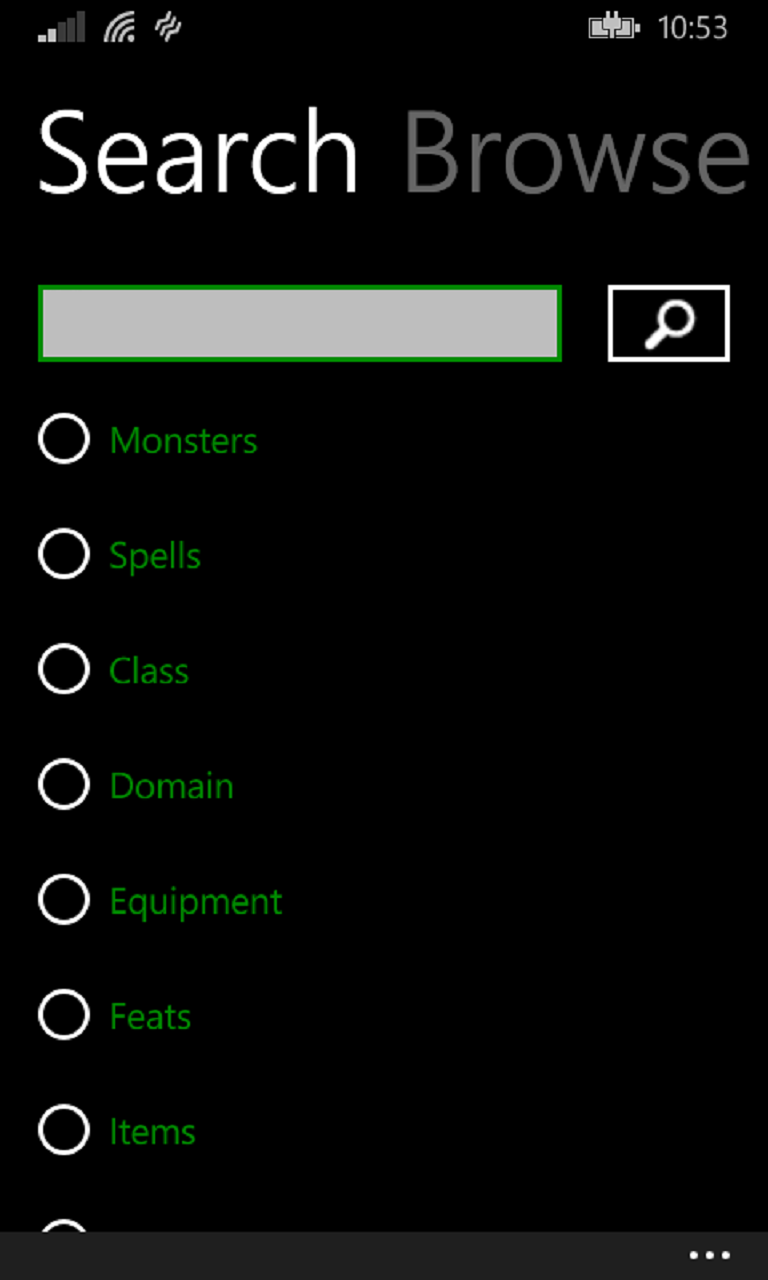 10:53
Search Browse
Monsters
Spells
Class
Domain
Equipment
Feats
Items